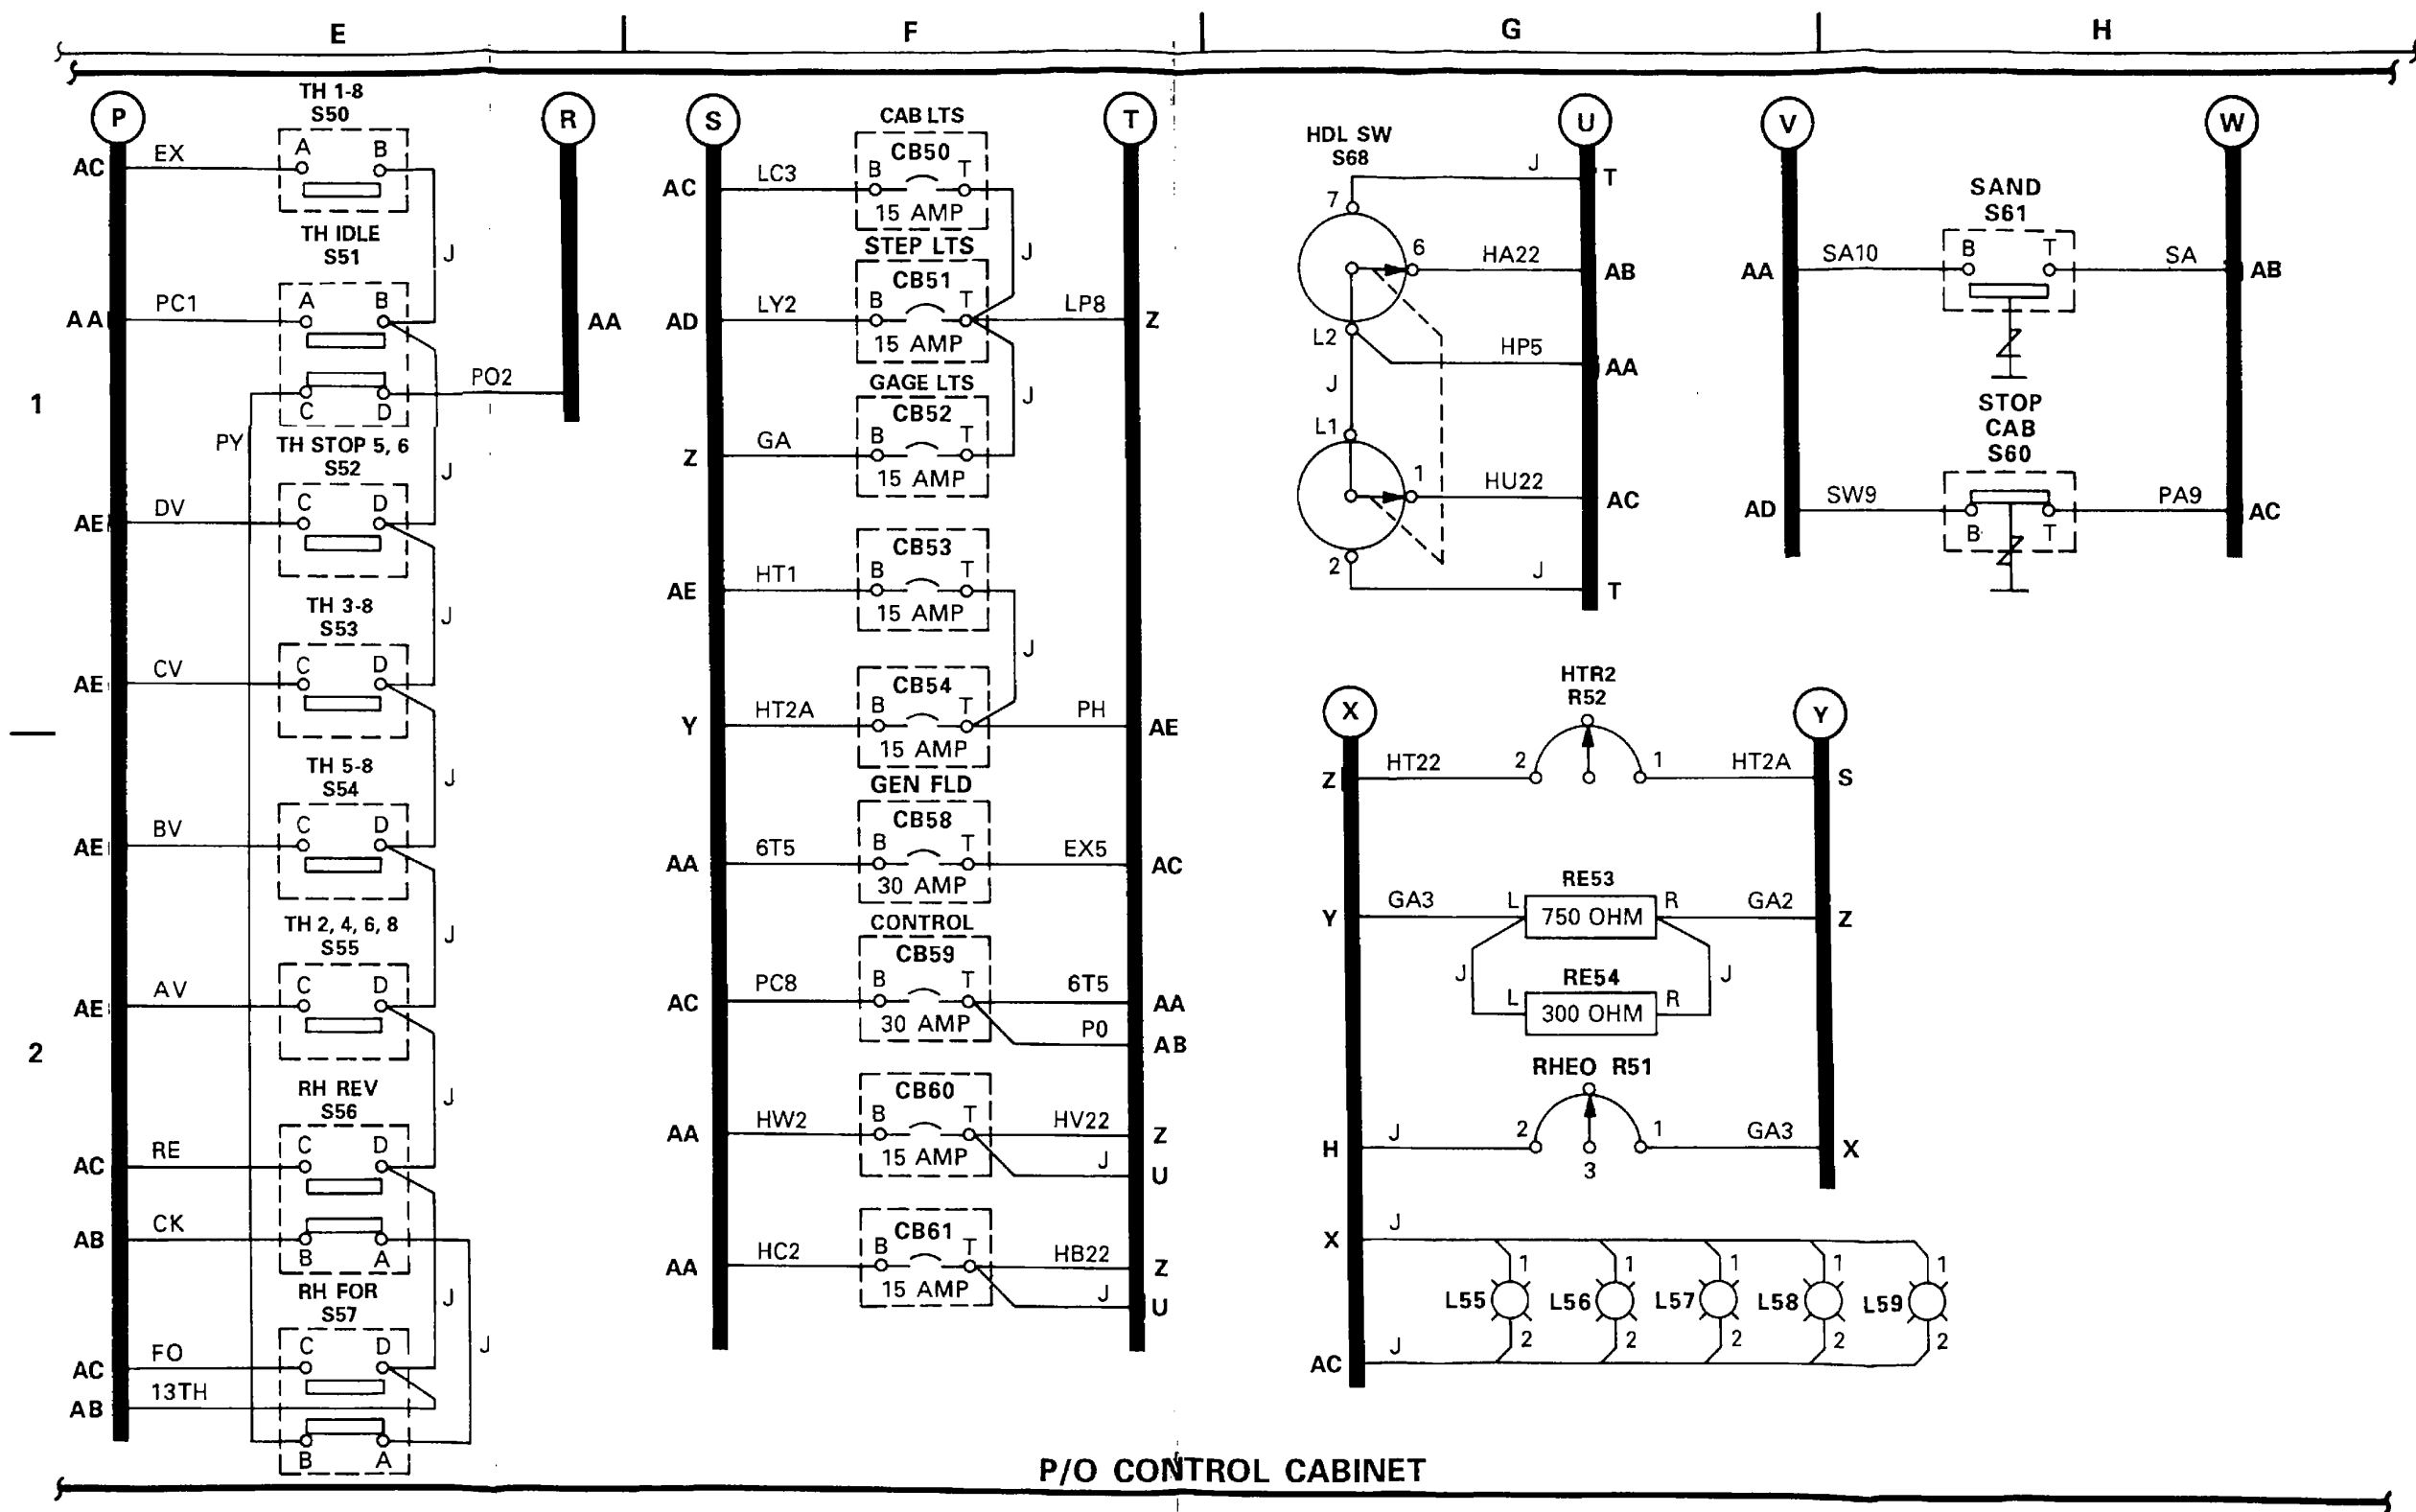 E F G H
P
TH 1-8
S50
AC EX A B
J
TH IDLE
S51
AA PC1 A B
C D PO2
PY
TH STOP 5, 6
S52
AE DV C D
J
TH 3-8
S53
AE CV C D
J
TH 5-8
S54
AE BV C D
J
TH 2, 4, 6, 8
S55
AE AV C D
J
RH REV
S56
AC RE C D
J
AB CK
B A
RH FOR
S57
AC FO C D
J
J
AB 13TH
B A
R
AA
1
2
S
T
CAB LTS
CB50
AC LC3 B T
15 AMP
J
STEP LTS
CB51
AD LY2 B T LP8 Z
15 AMP
J
GAGE LTS
CB52
Z GA B T
15 AMP
CB53
AE HT1 B T
15 AMP
J
CB54
Y HT2A B T PH AE
15 AMP
GEN FLD
CB58
AA 6T5 B T EX5 AC
30 AMP
CONTROL
CB59
AC PC8 B T 6T5 AA
30 AMP P0 AB
CB60
AA HW2 B T HV22 Z
15 AMP J U
CB61
AA HC2 B T HB22 Z
15 AMP J U
HDL SW
S68
U
J T
7
6 HA22 AB
L2 HP5 AA
J
L1
1 HU22 AC
2 J T
V
W
SAND
S61
AA SA10 B T SA AB
STOP
CAB
S60
AD SW9 B T PA9 AC
X
Y
HTR2
R52
Z HT22 2 1 HT2A S
RE53
Y GA3 L 750 OHM R GA2 Z
J J
RE54
L 300 OHM R
RHEO R51
H J 2 1 GA3 X
3
X J
1 1 1 1 1
L55 L56 L57 L58 L59
2 2 2 2 2
AC J
P/O CONTROL CABINET